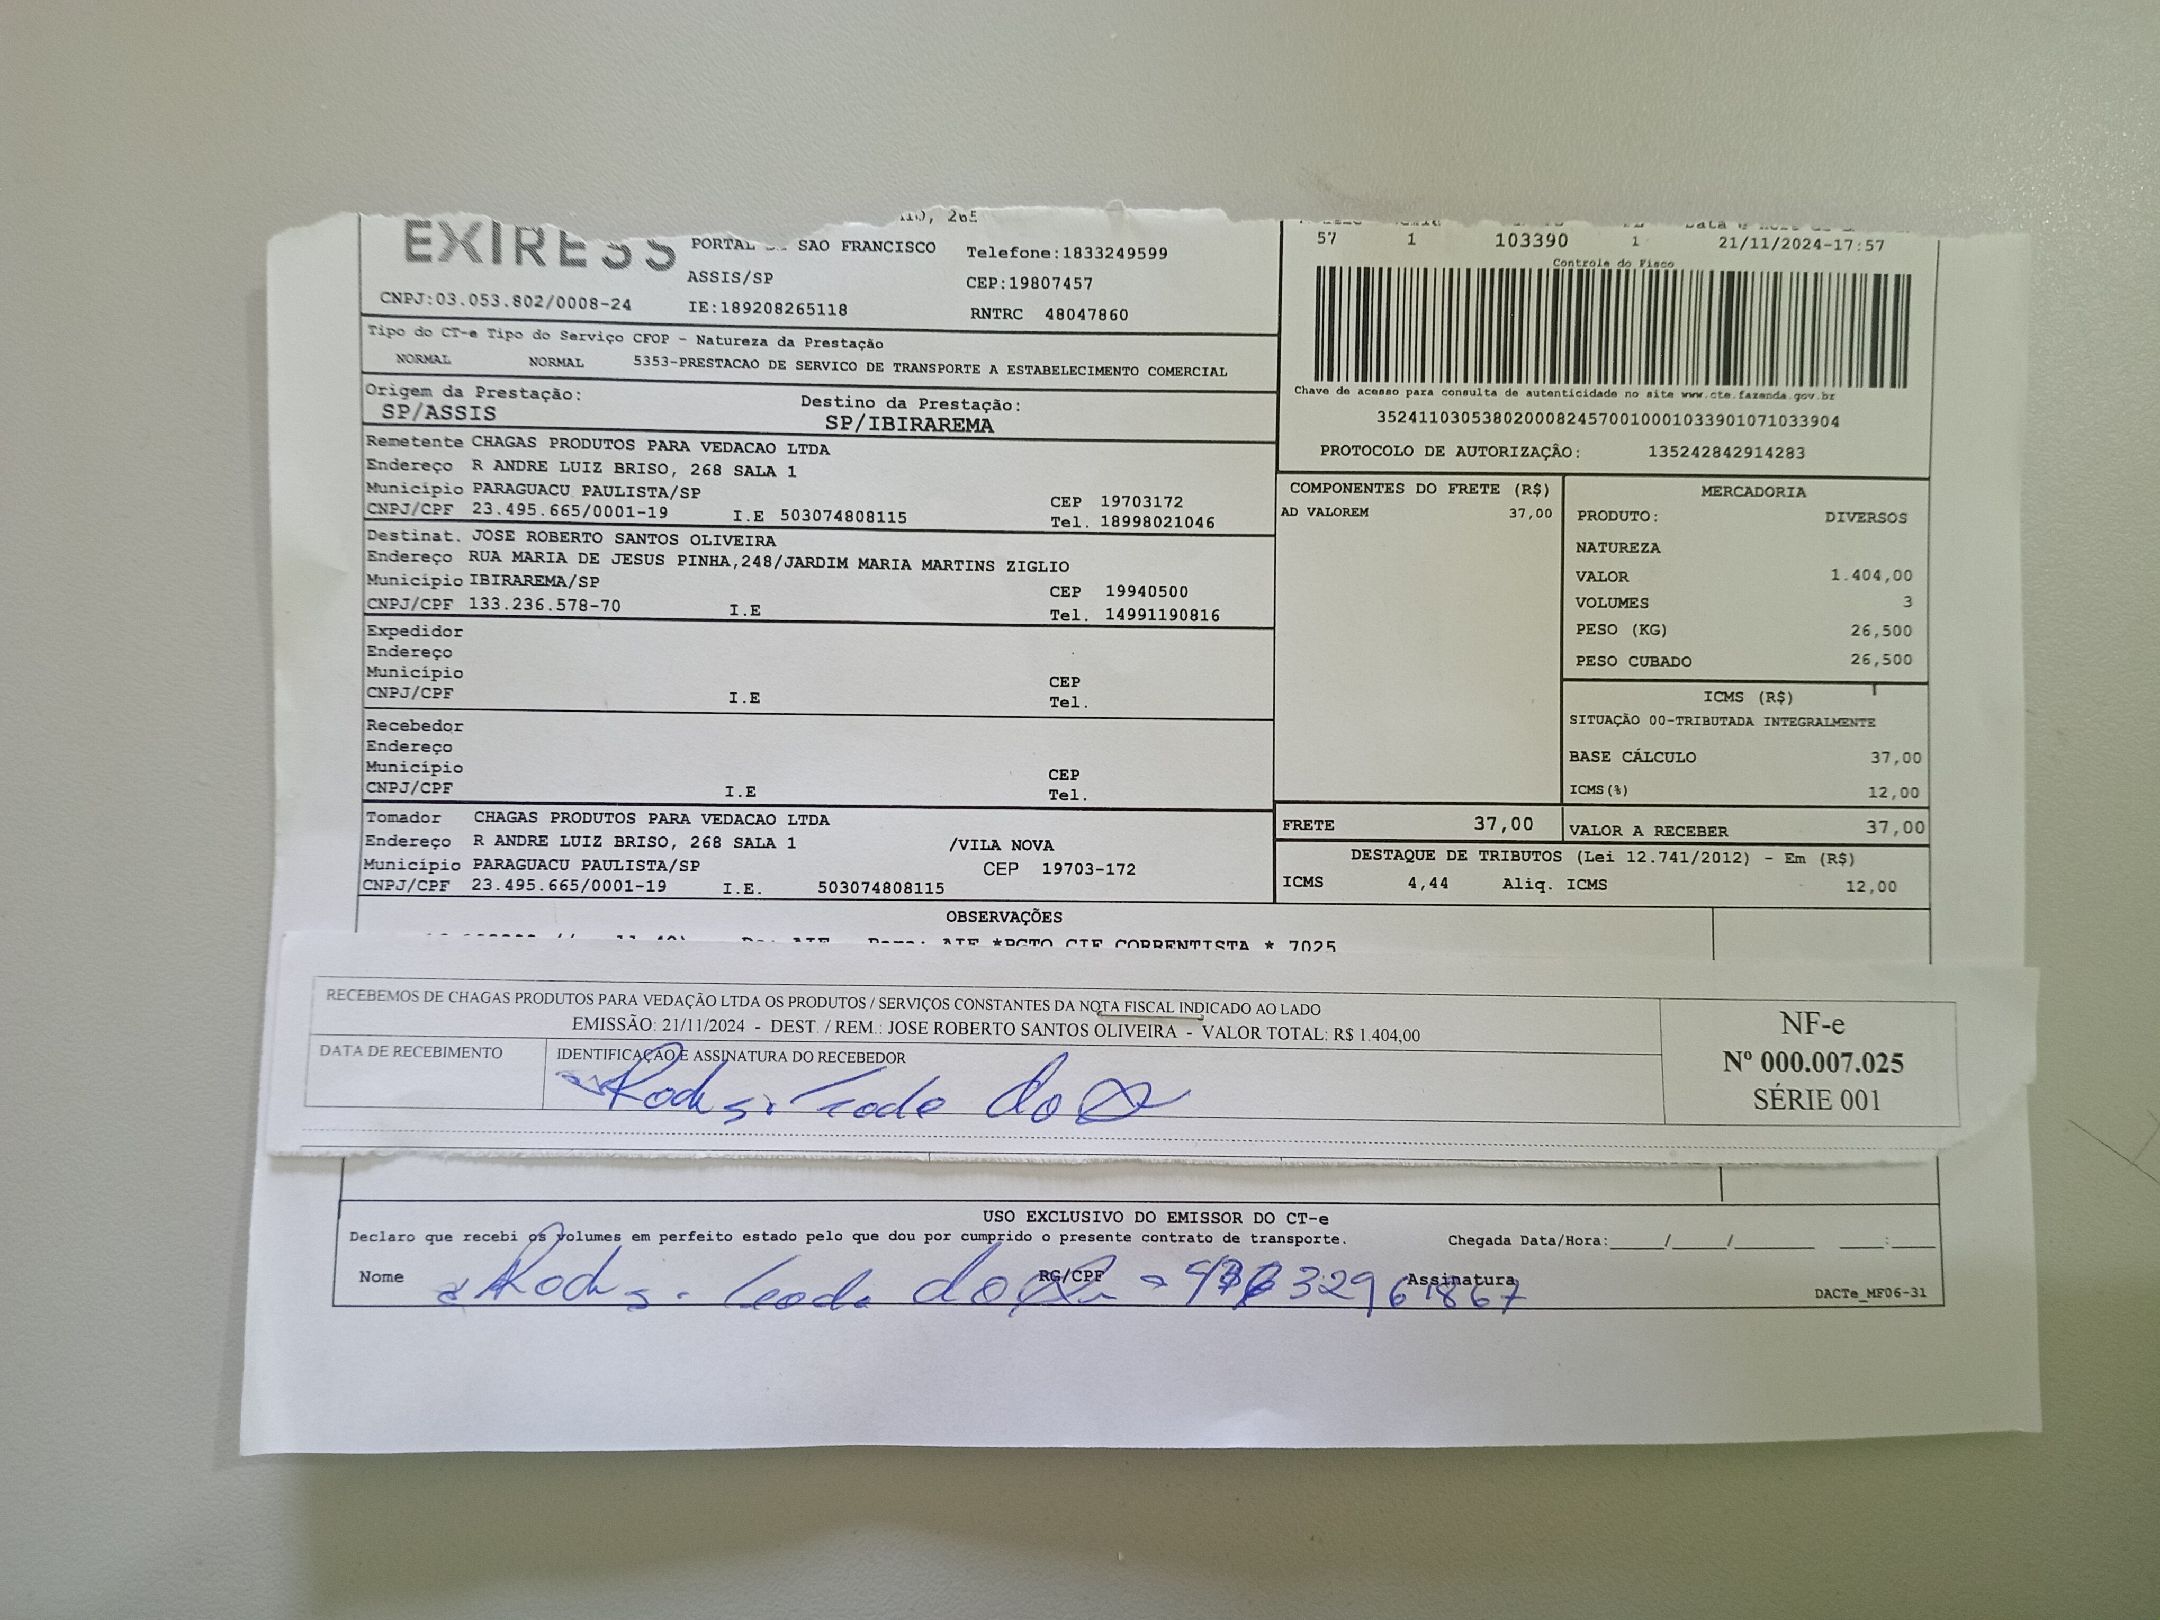 EXPRESS
265
PORTAL SAO FRANCISCO Telefone:1833249599
ASSIS/SP CEP:19807457
CNPJ:03.053.802/0008-24 IE:189208265118 RNTRC 48047860
57 1 103390 1 21/11/2024-17:57
Controle do Fisco
Tipo do CT-e Tipo do Serviço CFOP - Natureza da Prestação
NORMAL NORMAL 5353-PRESTACAO DE SERVICO DE TRANSPORTE A ESTABELECIMENTO COMERCIAL
Chave de acesso para consulta de autenticidade no site www.cte.fazenda.gov.br
35241103053802000824570010001033901071033904
PROTOCOLO DE AUTORIZAÇÃO: 135242842914283
Origem da Prestação: Destino da Prestação:
SP/ASSIS SP/IBIRAREMA
Remetente CHAGAS PRODUTOS PARA VEDACAO LTDA
Endereço R ANDRE LUIZ BRISO, 268 SALA 1
Município PARAGUACU PAULISTA/SP CEP 19703172
CNPJ/CPF 23.495.665/0001-19 I.E 503074808115 Tel. 18998021046
Destinat. JOSE ROBERTO SANTOS OLIVEIRA
Endereço RUA MARIA DE JESUS PINHA,248/JARDIM MARIA MARTINS ZIGLIO
Município IBIRAREMA/SP CEP 19940500
CNPJ/CPF 133.236.578-70 I.E Tel. 14991190816
Expedidor
Endereço
Município CEP
CNPJ/CPF I.E Tel.
Recebedor
Endereço
Município CEP
CNPJ/CPF I.E Tel.
Tomador CHAGAS PRODUTOS PARA VEDACAO LTDA
Endereço R ANDRE LUIZ BRISO, 268 SALA 1 /VILA NOVA
Município PARAGUACU PAULISTA/SP CEP 19703-172
CNPJ/CPF 23.495.665/0001-19 I.E. 503074808115
COMPONENTES DO FRETE (R$)
AD VALOREM 37,00
MERCADORIA
PRODUTO: DIVERSOS
NATUREZA
VALOR 1.404,00
VOLUMES 3
PESO (KG) 26,500
PESO CUBADO 26,500
ICMS (R$)
SITUAÇÃO 00-TRIBUTADA INTEGRALMENTE
BASE CÁLCULO 37,00
ICMS(%) 12,00
FRETE 37,00 VALOR A RECEBER 37,00
DESTAQUE DE TRIBUTOS (Lei 12.741/2012) - Em (R$)
ICMS 4,44 Aliq. ICMS 12,00
OBSERVAÇÕES
AIF *PGTO CIF CORRENTISTA * 7025
RECEBEMOS DE CHAGAS PRODUTOS PARA VEDAÇÃO LTDA OS PRODUTOS / SERVIÇOS CONSTANTES DA NOTA FISCAL INDICADO AO LADO
EMISSÃO: 21/11/2024 - DEST. / REM.: JOSE ROBERTO SANTOS OLIVEIRA - VALOR TOTAL: R$ 1.404,00
DATA DE RECEBIMENTO IDENTIFICAÇÃO E ASSINATURA DO RECEBEDOR
NF-e
Nº 000.007.025
SÉRIE 001
USO EXCLUSIVO DO EMISSOR DO CT-e
Declaro que recebi os volumes em perfeito estado pelo que dou por cumprido o presente contrato de transporte. Chegada Data/Hora:____/____/______ ___:___
Nome RG/CPF Assinatura
DACTe_MF06-31